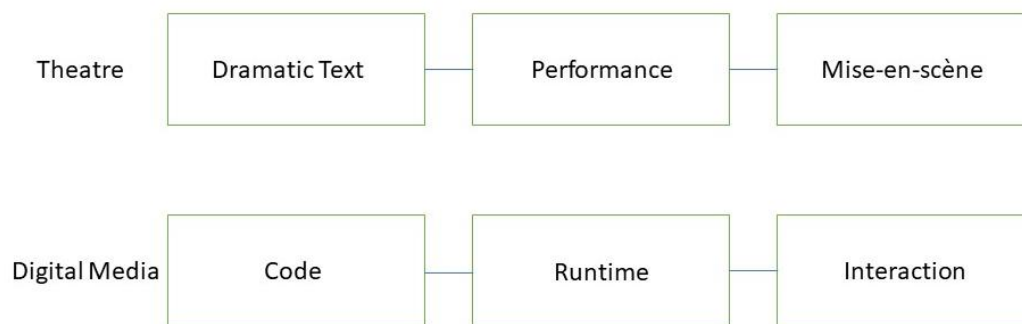 Theatre Dramatic Text Performance Mise-en-scène
Digital Media Code Runtime Interaction